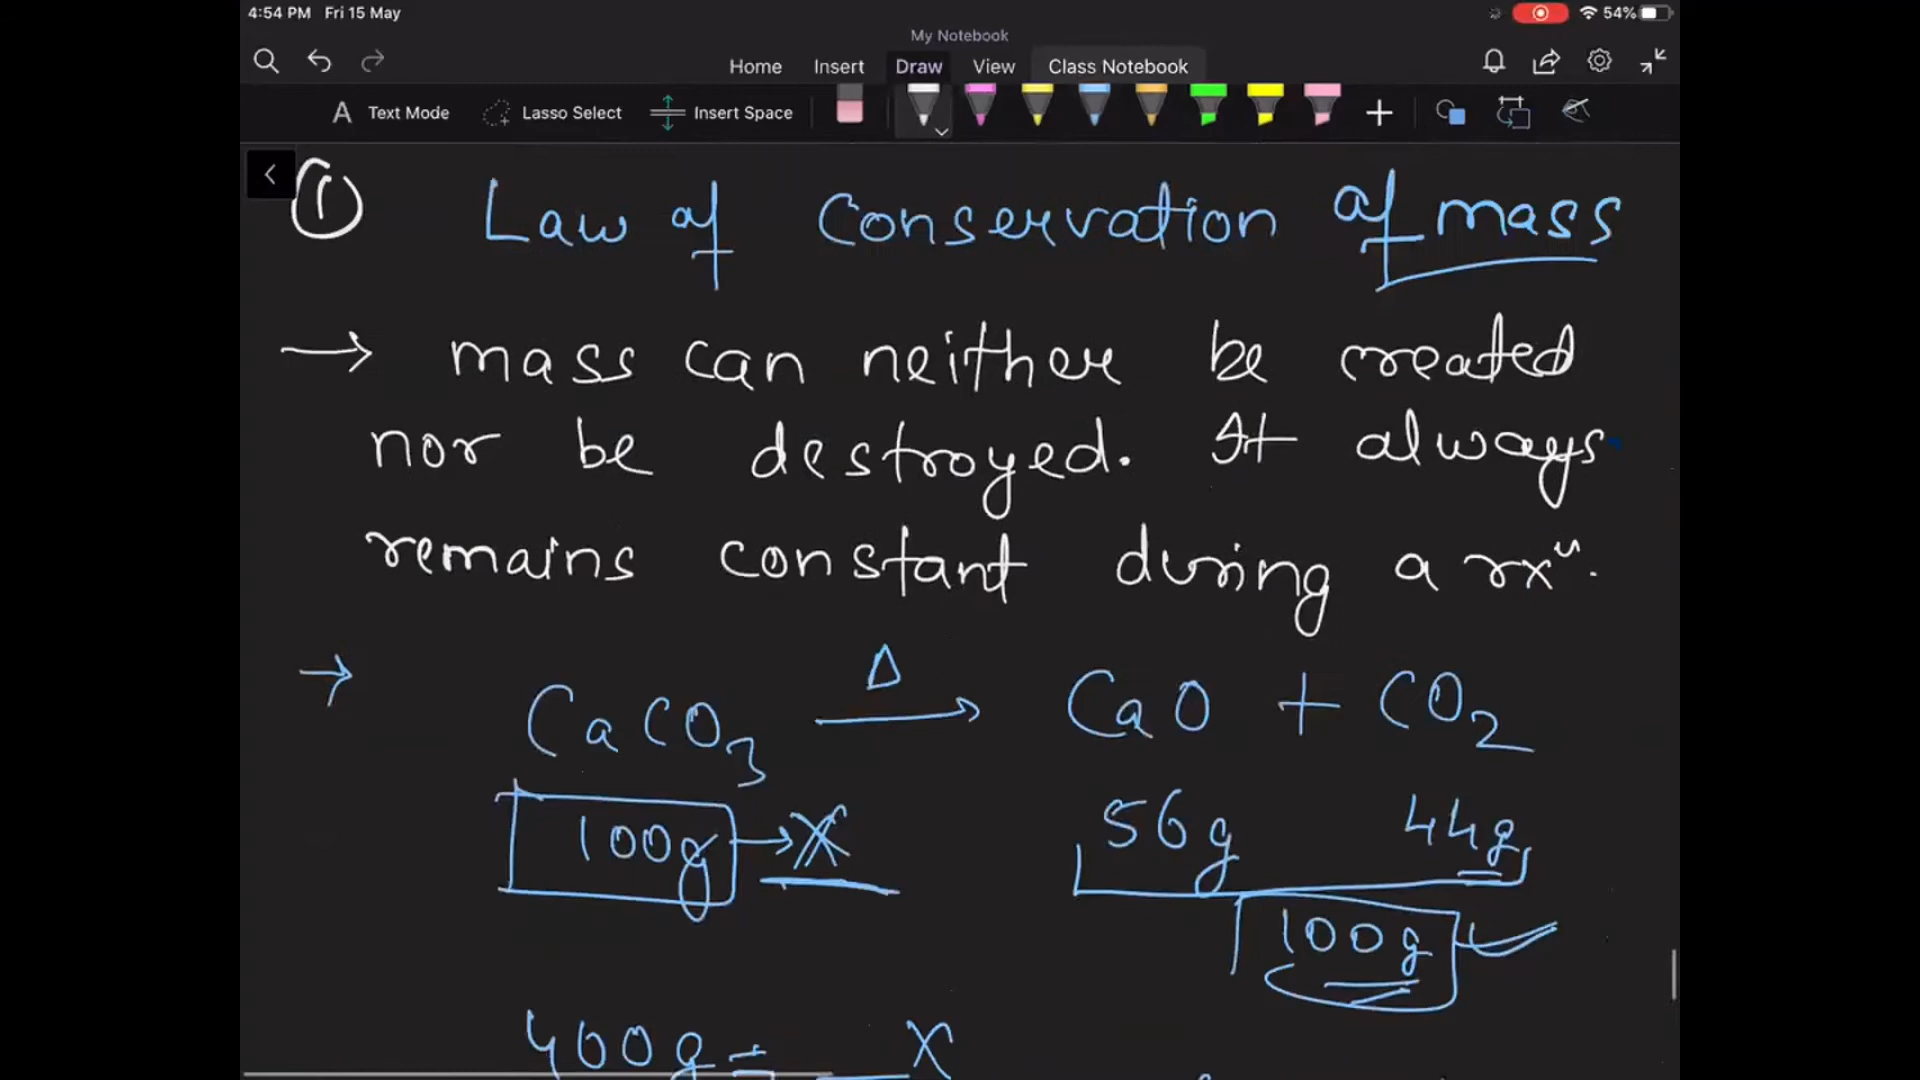 4:54 PM Fri 15 May
54%
My Notebook
Home Insert Draw View Class Notebook
A Text Mode Lasso Select Insert Space
① Law of Conservation of mass
→ mass can neither be created
nor be destroyed. It always
remains constant during a rxⁿ.
→ CaCO3 Δ→ CaO + CO2
100g → X 56g 44g
100g
400g X